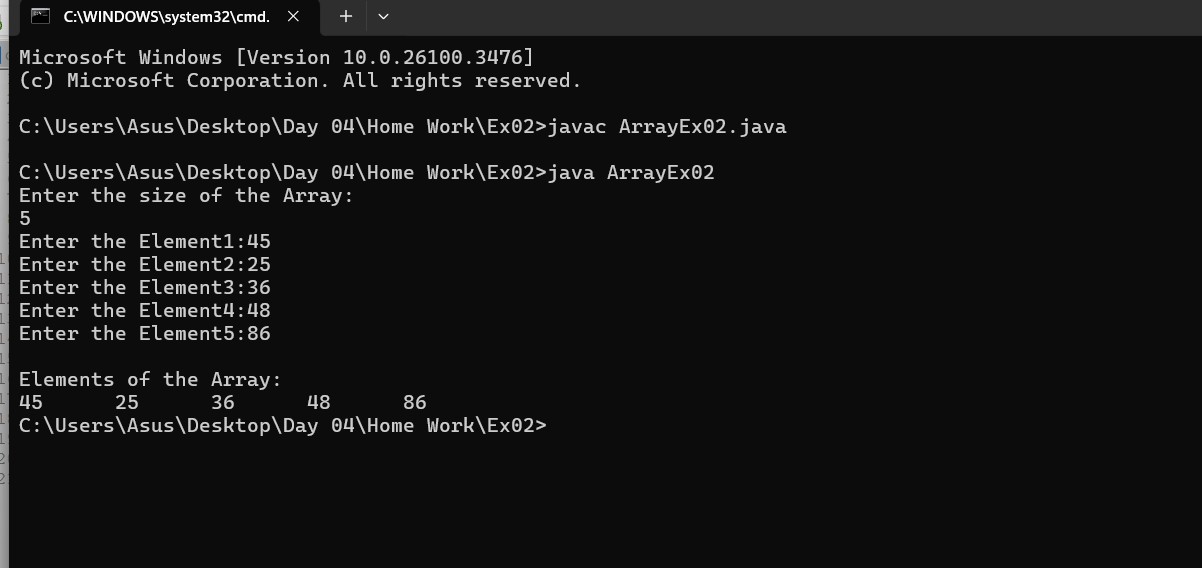 C:\WINDOWS\system32\cmd.
Microsoft Windows [Version 10.0.26100.3476]
(c) Microsoft Corporation. All rights reserved.
C:\Users\Asus\Desktop\Day 04\Home Work\Ex02>javac ArrayEx02.java
C:\Users\Asus\Desktop\Day 04\Home Work\Ex02>java ArrayEx02
Enter the size of the Array:
5
Enter the Element1:45
Enter the Element2:25
Enter the Element3:36
Enter the Element4:48
Enter the Element5:86
Elements of the Array:
45 25 36 48 86
C:\Users\Asus\Desktop\Day 04\Home Work\Ex02>